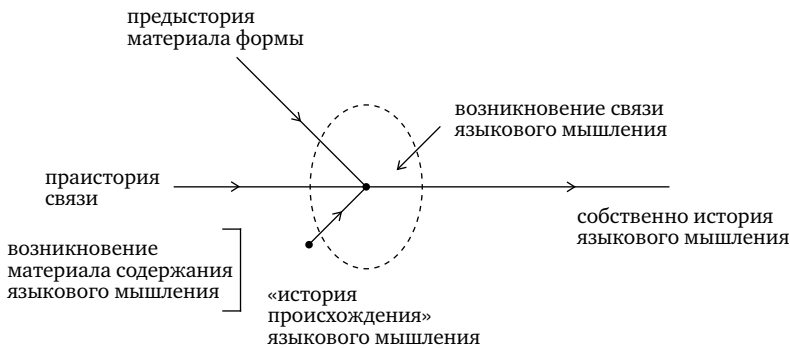 предыстория
материала формы
возникновение связи
языкового мышления
праистория
связи
собственно история
языкового мышления
возникновение
материала содержания
языкового мышления
«история
происхождения»
языкового мышления